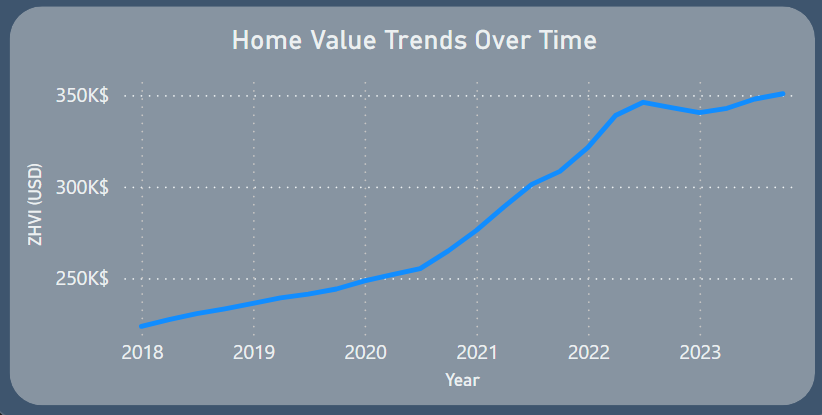 Home Value Trends Over Time
350K$
300K$
250K$
ZHVI (USD)
2018 2019 2020 2021 2022 2023
Year